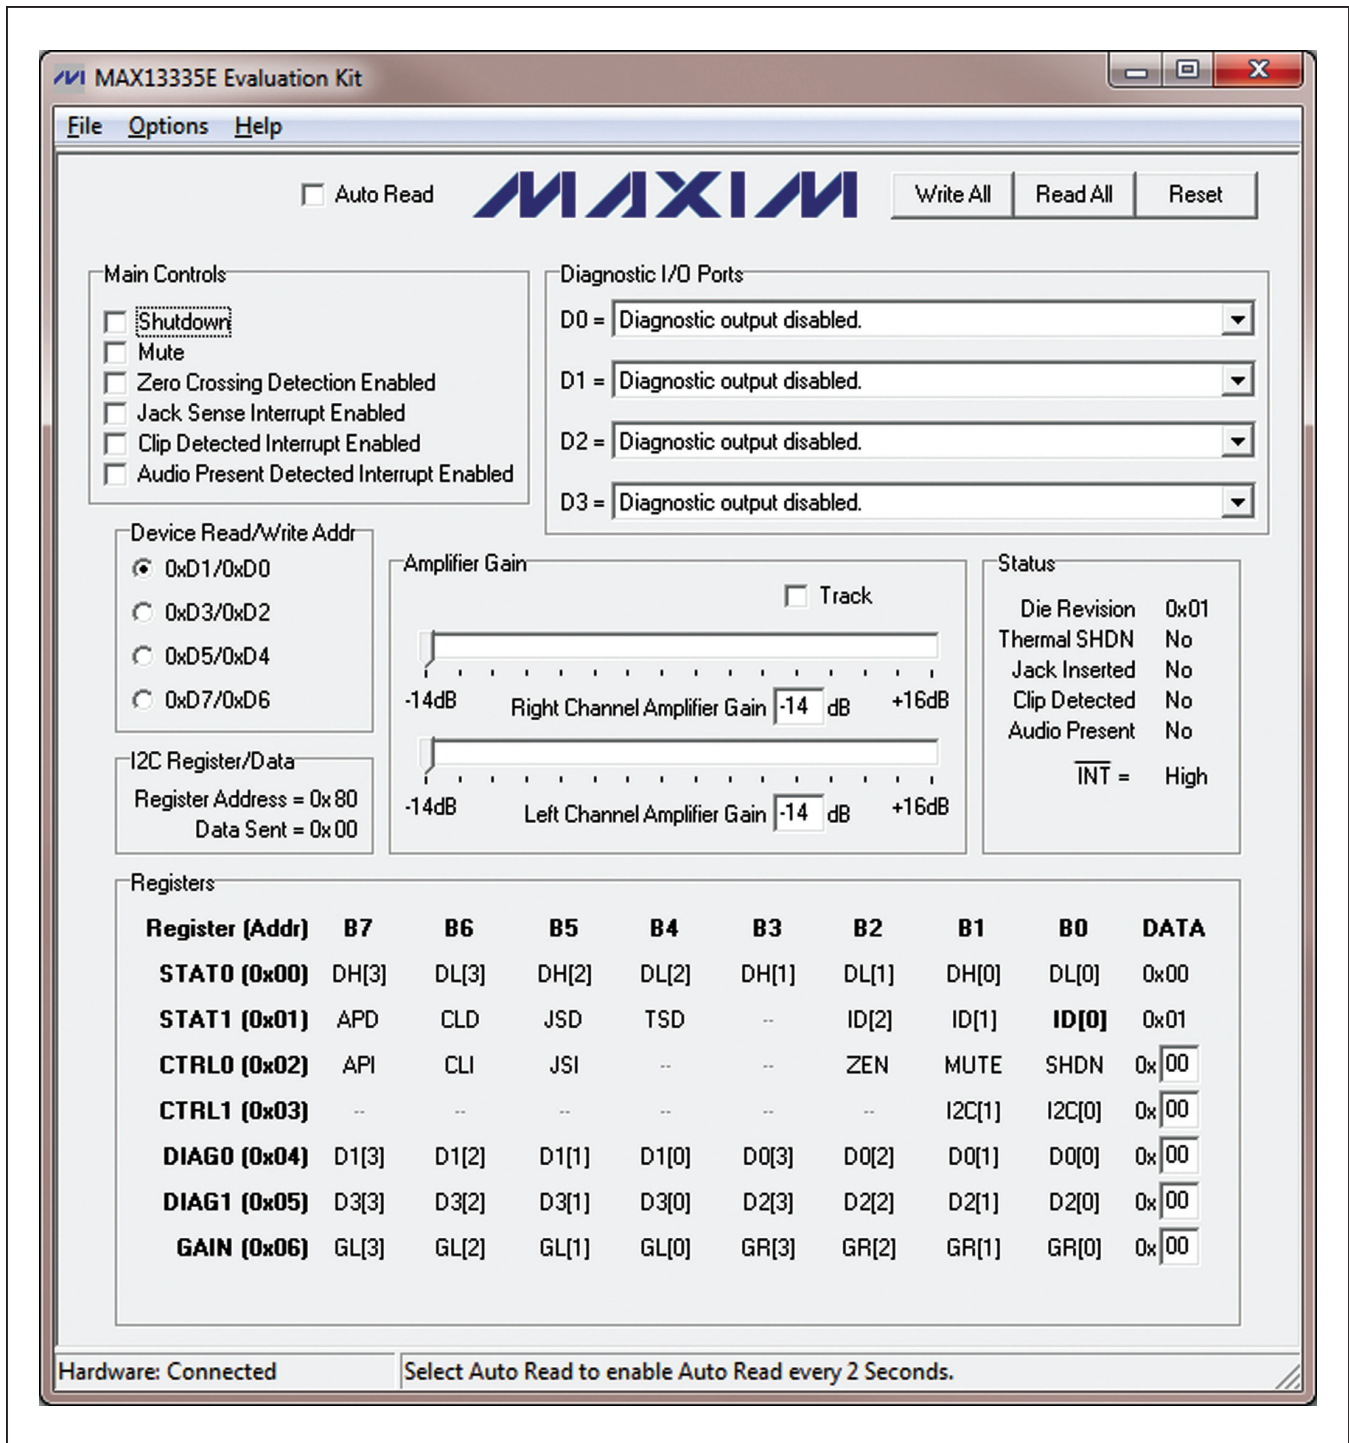 MAX13335E Evaluation Kit
File Options Help
Auto Read MAXIM Write All Read All Reset
Main Controls
Shutdown
Mute
Zero Crossing Detection Enabled
Jack Sense Interrupt Enabled
Clip Detected Interrupt Enabled
Audio Present Detected Interrupt Enabled
Diagnostic I/O Ports
D0 = Diagnostic output disabled.
D1 = Diagnostic output disabled.
D2 = Diagnostic output disabled.
D3 = Diagnostic output disabled.
Device Read/Write Addr
0xD1/0xD0
0xD3/0xD2
0xD5/0xD4
0xD7/0xD6
I2C Register/Data
Register Address = 0x80
Data Sent = 0x00
Amplifier Gain
Track
-14dB Right Channel Amplifier Gain -14 dB +16dB
-14dB Left Channel Amplifier Gain -14 dB +16dB
Status
Die Revision 0x01
Thermal SHDN No
Jack Inserted No
Clip Detected No
Audio Present No
INT = High
Registers
Register (Addr) B7 B6 B5 B4 B3 B2 B1 B0 DATA
STAT0 (0x00) DH[3] DL[3] DH[2] DL[2] DH[1] DL[1] DH[0] DL[0] 0x00
STAT1 (0x01) APD CLD JSD TSD -- ID[2] ID[1] ID[0] 0x01
CTRL0 (0x02) API CLI JSI -- -- ZEN MUTE SHDN 0x 00
CTRL1 (0x03) -- -- -- -- -- -- I2C[1] I2C[0] 0x 00
DIAG0 (0x04) D1[3] D1[2] D1[1] D1[0] D0[3] D0[2] D0[1] D0[0] 0x 00
DIAG1 (0x05) D3[3] D3[2] D3[1] D3[0] D2[3] D2[2] D2[1] D2[0] 0x 00
GAIN (0x06) GL[3] GL[2] GL[1] GL[0] GR[3] GR[2] GR[1] GR[0] 0x 00
Hardware: Connected Select Auto Read to enable Auto Read every 2 Seconds.